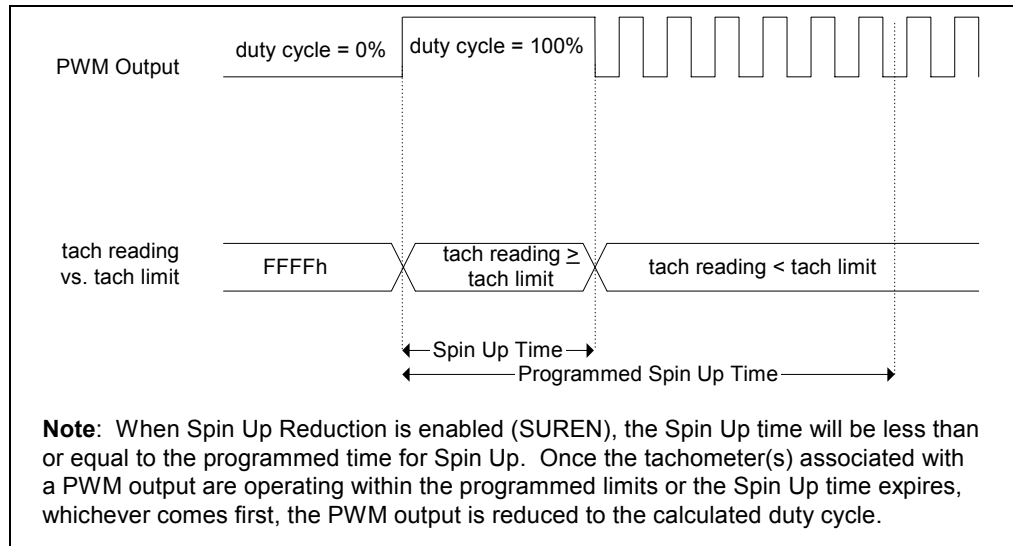 duty cycle = 0%
duty cycle = 100%
PWM Output
tach reading
vs. tach limit
FFFFh
tach reading ≥
tach limit
tach reading < tach limit
Spin Up Time
Programmed Spin Up Time
Note: When Spin Up Reduction is enabled (SUREN), the Spin Up time will be less than
or equal to the programmed time for Spin Up. Once the tachometer(s) associated with
a PWM output are operating within the programmed limits or the Spin Up time expires,
whichever comes first, the PWM output is reduced to the calculated duty cycle.